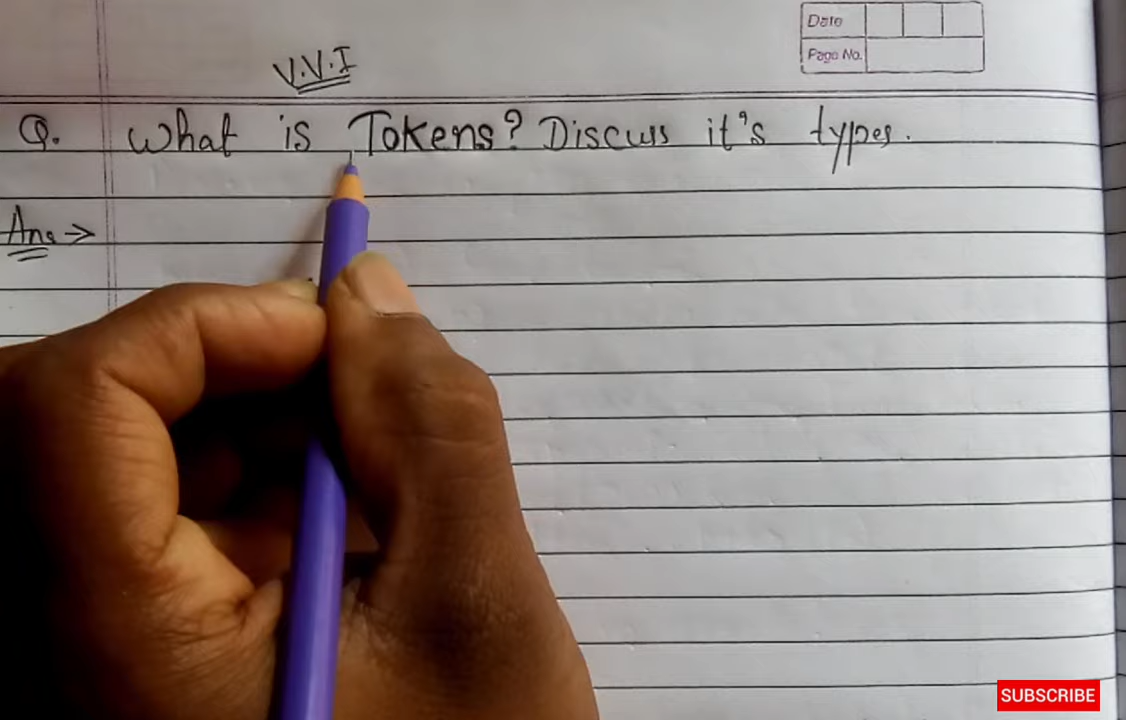 Date
Page No.
V.V.I
Q. What is Tokens? Discuss it's types.
Ans →
SUBSCRIBE